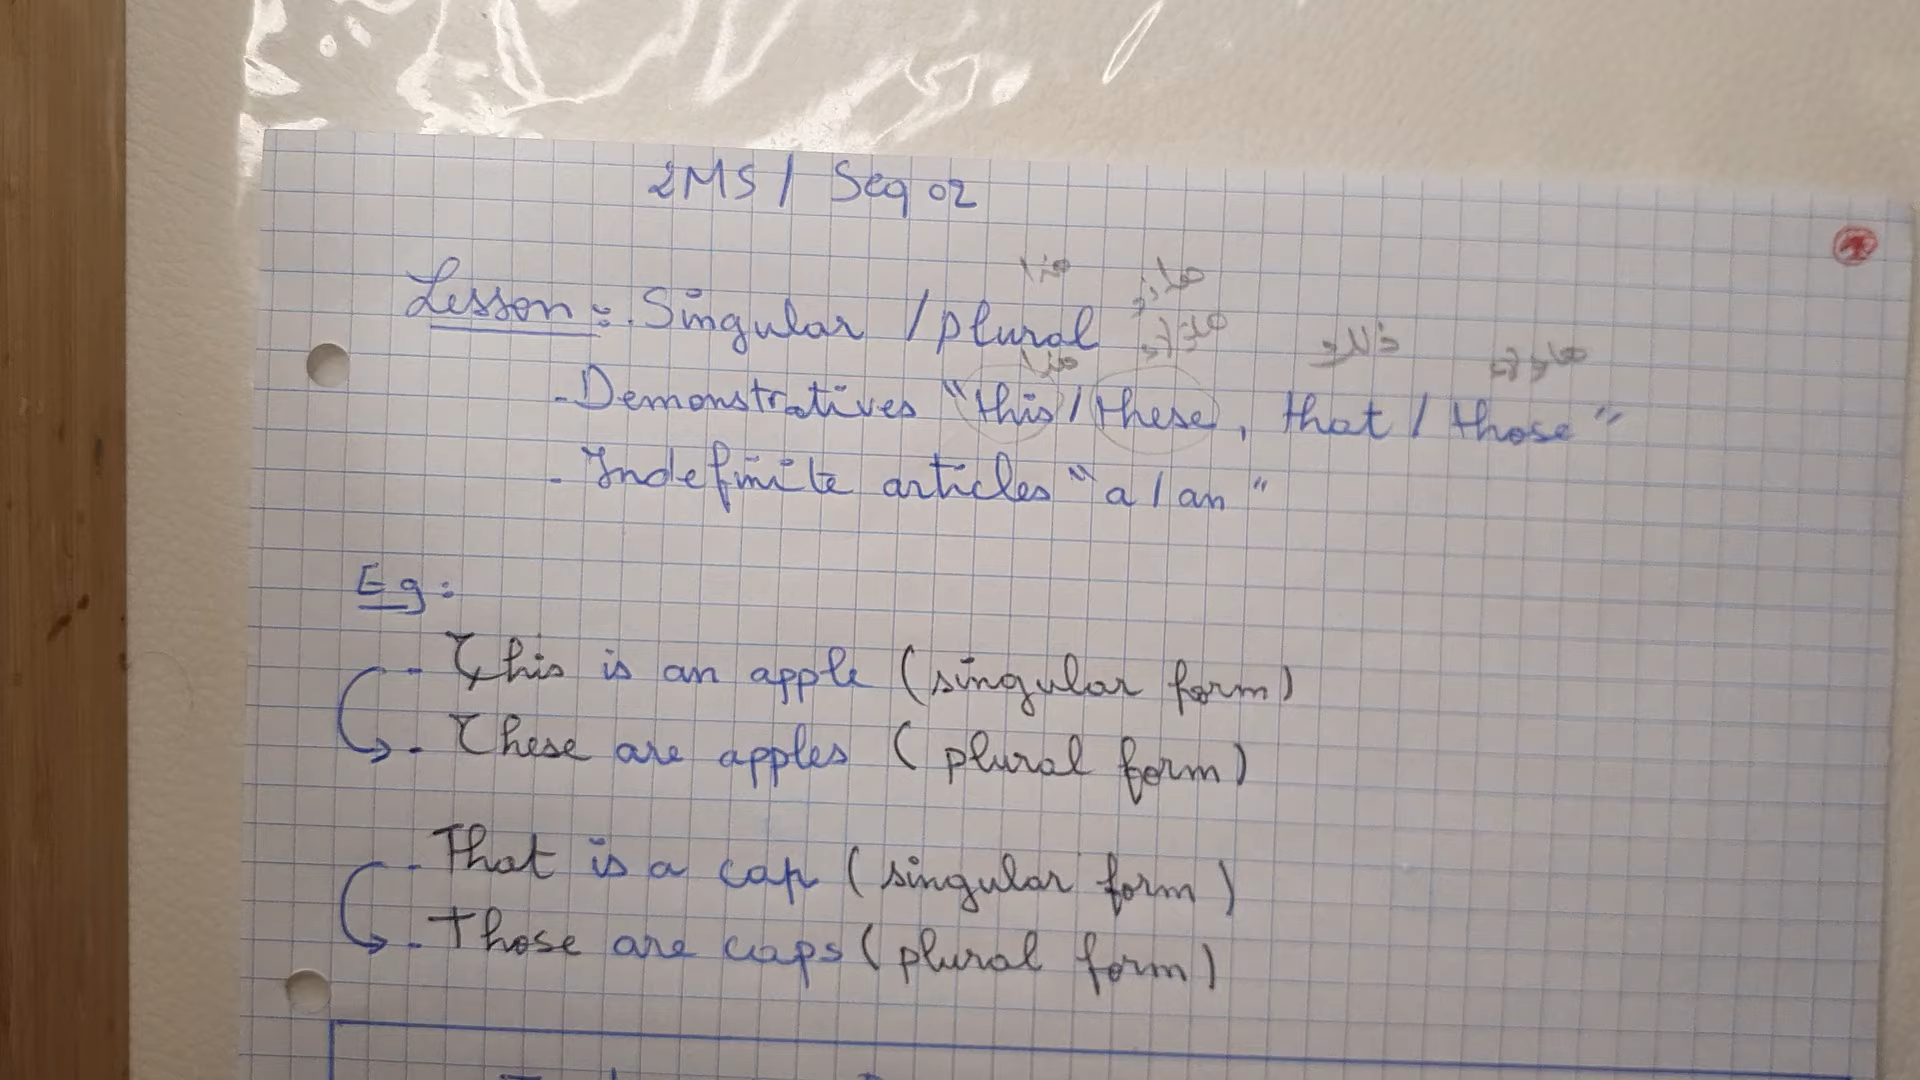 2MS / Seq 02
Lesson: Singular / plural
هذا
- Demonstratives "this / these, that / those"
- Indefinite articles "a / an"
Eg:
- This is an apple (singular form)
- These are apples (plural form)
- That is a cap (singular form)
- Those are caps (plural form)